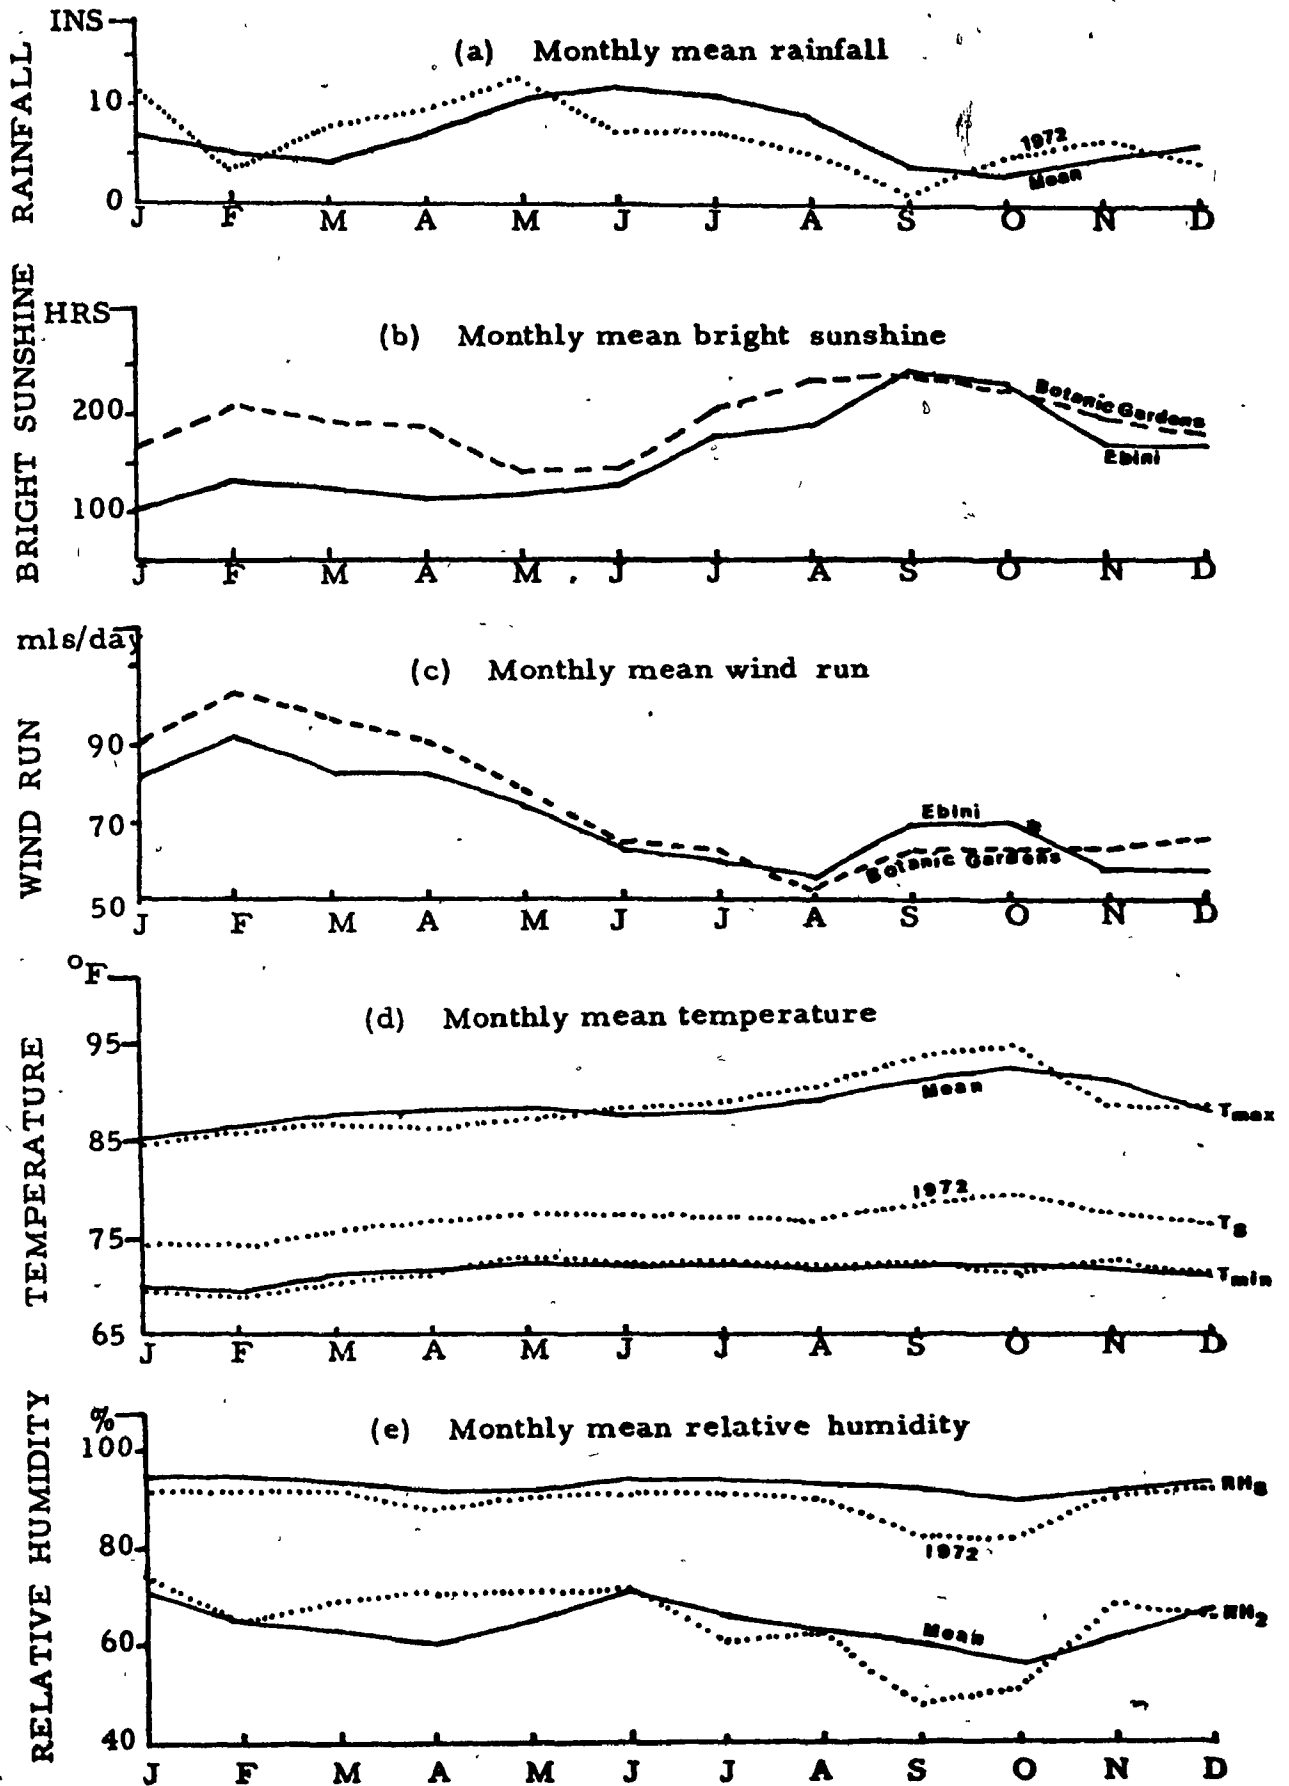 INS
(a) Monthly mean rainfall
RAINFALL
10
1972
Mean
0
J F M A M J J A S O N D
HRS
(b) Monthly mean bright sunshine
BRIGHT SUNSHINE
200
Botanic Gardens
Ebini
100
J F M A M J J A S O N D
mls/day
(c) Monthly mean wind run
WIND RUN
90
70
Ebini
Botanic Gardens
50
J F M A M J J A S O N D
°F
(d) Monthly mean temperature
TEMPERATURE
95
Mean
Tmax
85
1972
T8
75
Tmin
65
J F M A M J J A S O N D
%
(e) Monthly mean relative humidity
RELATIVE HUMIDITY
100
RH8
80
1972
60
Mean
RH2
40
J F M A M J J A S O N D